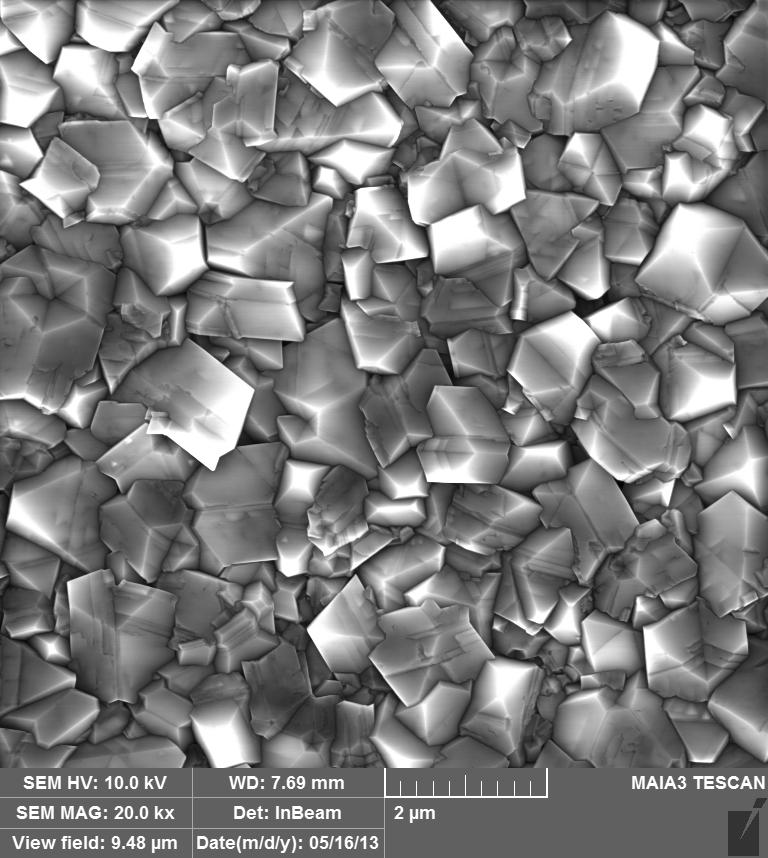 SEM HV: 10.0 kV WD: 7.69 mm MAIA3 TESCAN
SEM MAG: 20.0 kx Det: InBeam 2 µm
View field: 9.48 µm Date(m/d/y): 05/16/13